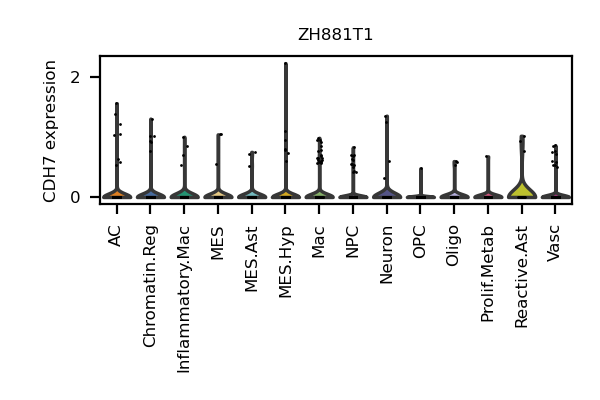 ZH881T1
CDH7 expression
2
0
AC
Chromatin.Reg
Inflammatory.Mac
MES
MES.Ast
MES.Hyp
Mac
NPC
Neuron
OPC
Oligo
Prolif.Metab
Reactive.Ast
Vasc